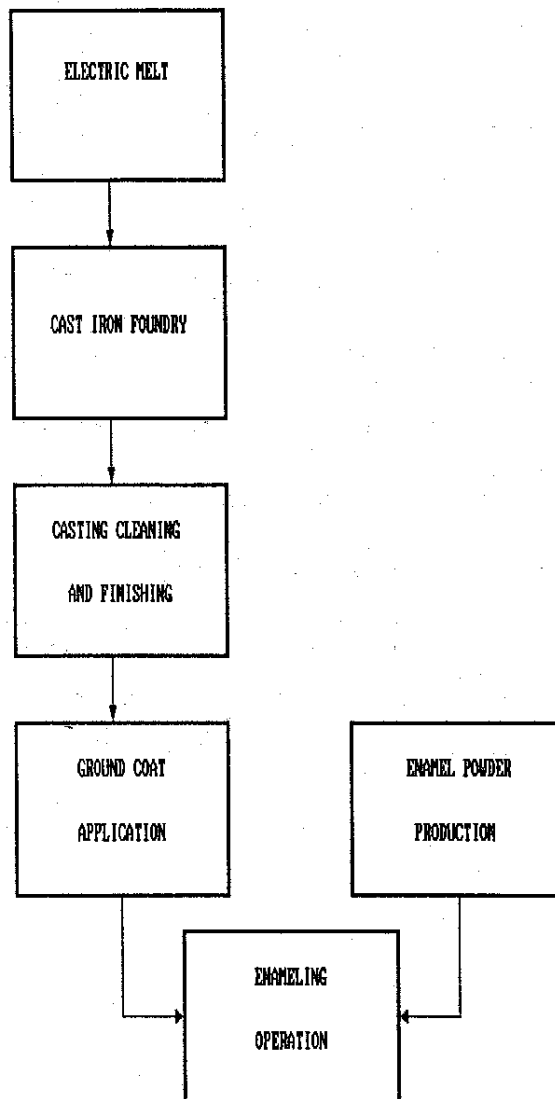 ELECTRIC MELT
CAST IRON FOUNDRY
CASTING CLEANING
AND FINISHING
GROUND COAT
APPLICATION
ENAMEL POWDER
PRODUCTION
ENAMELING
OPERATION